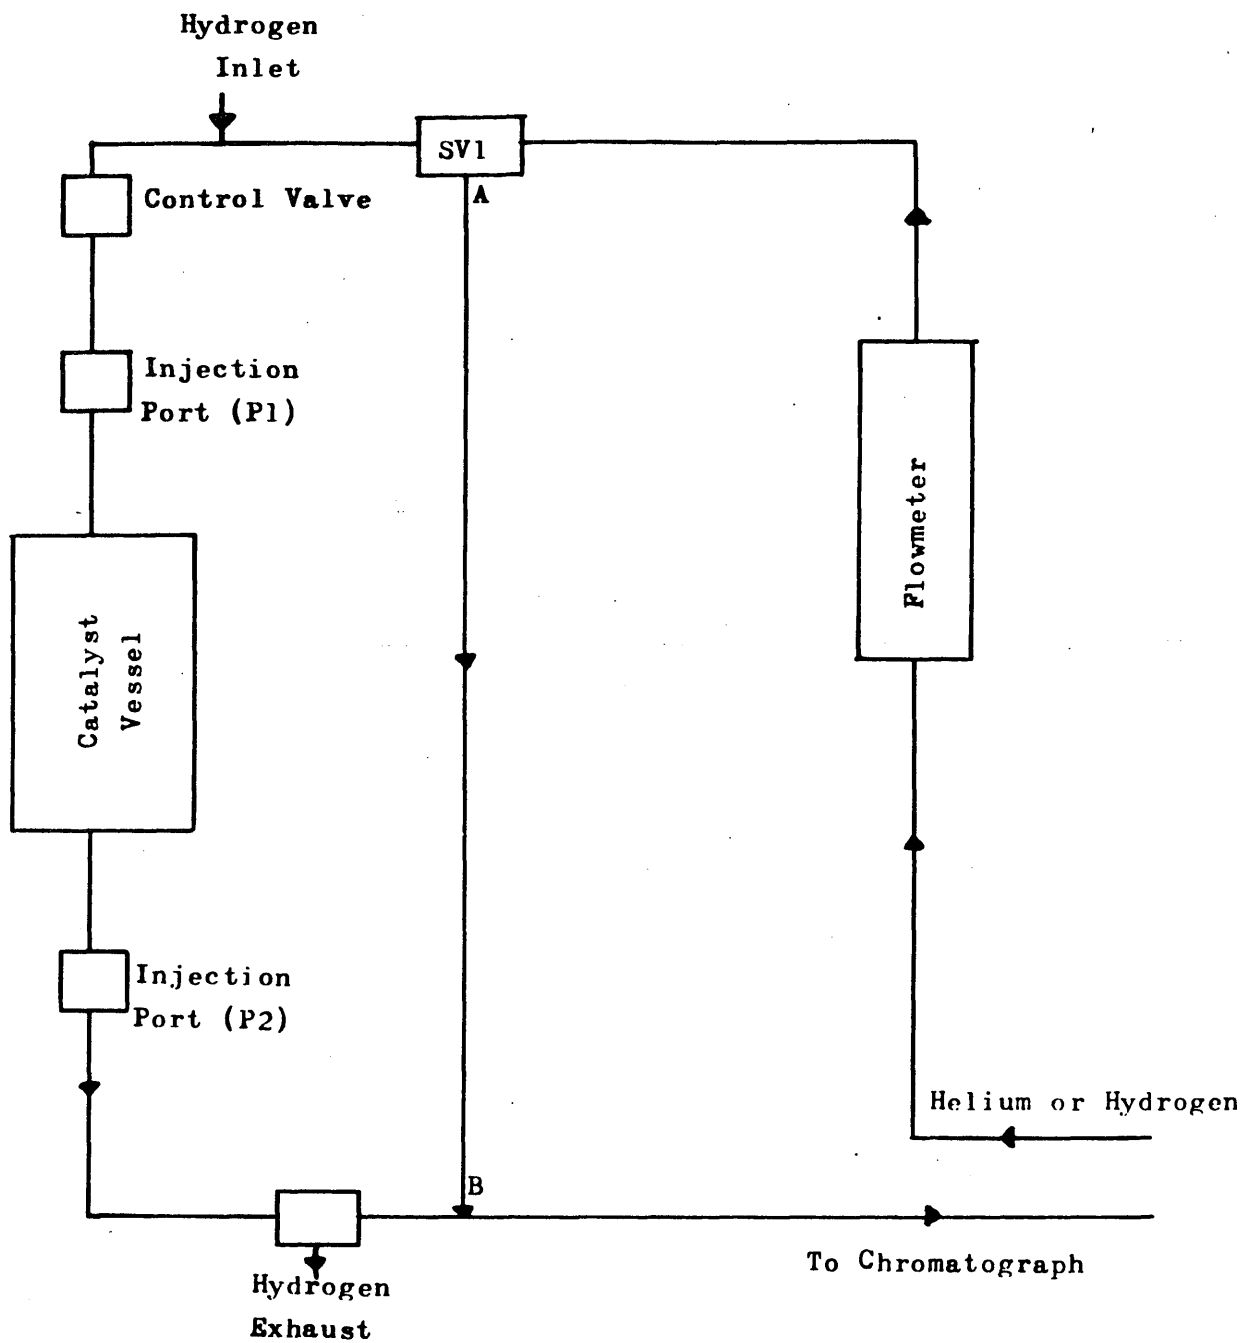 Hydrogen
Inlet
SV1
A
Control Valve
Injection
Port (P1)
Flowmeter
Catalyst
Vessel
Injection
Port (P2)
Helium or Hydrogen
B
To Chromatograph
Hydrogen
Exhaust